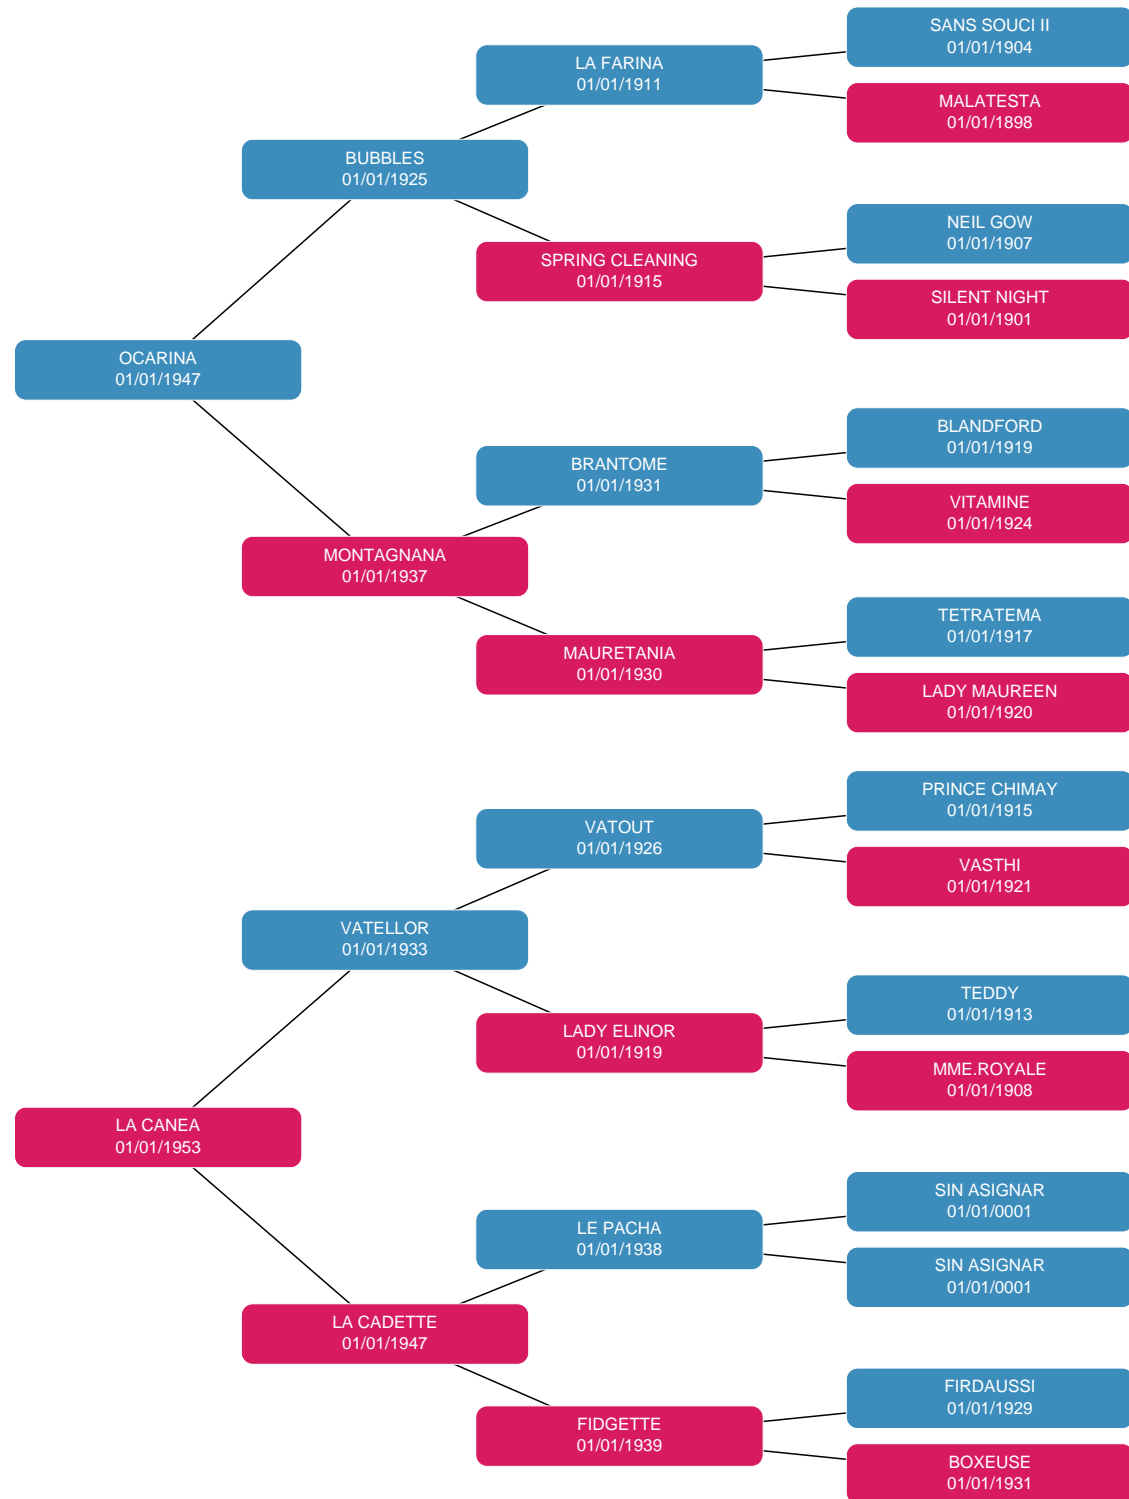 SANS SOUCI II
01/01/1904
LA FARINA
01/01/1911
MALATESTA
01/01/1898
BUBBLES
01/01/1925
NEIL GOW
01/01/1907
SPRING CLEANING
01/01/1915
SILENT NIGHT
01/01/1901
OCARINA
01/01/1947
BLANDFORD
01/01/1919
BRANTOME
01/01/1931
VITAMINE
01/01/1924
MONTAGNANA
01/01/1937
TETRATEMA
01/01/1917
MAURETANIA
01/01/1930
LADY MAUREEN
01/01/1920
PRINCE CHIMAY
01/01/1915
VATOUT
01/01/1926
VASTHI
01/01/1921
VATELLOR
01/01/1933
TEDDY
01/01/1913
LADY ELINOR
01/01/1919
MME.ROYALE
01/01/1908
LA CANEA
01/01/1953
SIN ASIGNAR
01/01/0001
LE PACHA
01/01/1938
SIN ASIGNAR
01/01/0001
LA CADETTE
01/01/1947
FIRDAUSSI
01/01/1929
FIDGETTE
01/01/1939
BOXEUSE
01/01/1931